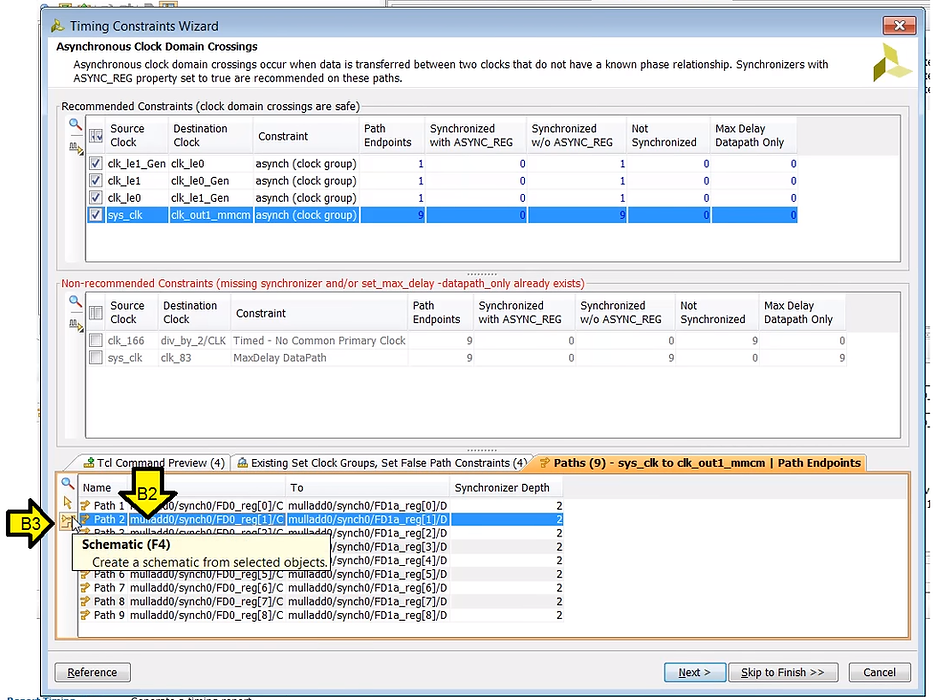 Timing Constraints Wizard
Asynchronous Clock Domain Crossings
Asynchronous clock domain crossings occur when data is transferred between two clocks that do not have a known phase relationship. Synchronizers with
ASYNC_REG property set to true are recommended on these paths.
Recommended Constraints (clock domain crossings are safe)
Source Clock Destination Clock Constraint Path Endpoints Synchronized with ASYNC_REG Synchronized w/o ASYNC_REG Not Synchronized Max Delay Datapath Only
clk_le1_Gen clk_le0 asynch (clock group) 1 0 1 0 0
clk_le1 clk_le0_Gen asynch (clock group) 1 0 1 0 0
clk_le0 clk_le1_Gen asynch (clock group) 1 0 1 0 0
sys_clk clk_out1_mmcm asynch (clock group) 9 0 9 0 0
Non-recommended Constraints (missing synchronizer and/or set_max_delay -datapath_only already exists)
Source Clock Destination Clock Constraint Path Endpoints Synchronized with ASYNC_REG Synchronized w/o ASYNC_REG Not Synchronized Max Delay Datapath Only
clk_166 div_by_2/CLK Timed - No Common Primary Clock 9 0 0 9 0
sys_clk clk_83 MaxDelay DataPath 9 0 9 0 9
Tcl Command Preview (4) Existing Set Clock Groups, Set False Path Constraints (4) Paths (9) - sys_clk to clk_out1_mmcm | Path Endpoints
Name To Synchronizer Depth
B2
Path 1 mulladd0/synch0/FD0_reg[0]/C mulladd0/synch0/FD1a_reg[0]/D 2
B3
Path 2 mulladd0/synch0/FD0_reg[1]/C mulladd0/synch0/FD1a_reg[1]/D 2
Path 3 mulladd0/synch0/FD0_reg[2]/C mulladd0/synch0/FD1a_reg[2]/D 2
Schematic (F4)
Create a schematic from selected objects.
mulladd0/synch0/FD1a_reg[3]/D 2
mulladd0/synch0/FD1a_reg[4]/D 2
Path 6 mulladd0/synch0/FD0_reg[5]/C mulladd0/synch0/FD1a_reg[5]/D 2
Path 7 mulladd0/synch0/FD0_reg[6]/C mulladd0/synch0/FD1a_reg[6]/D 2
Path 8 mulladd0/synch0/FD0_reg[7]/C mulladd0/synch0/FD1a_reg[7]/D 2
Path 9 mulladd0/synch0/FD0_reg[8]/C mulladd0/synch0/FD1a_reg[8]/D 2
Reference Next > Skip to Finish >> Cancel